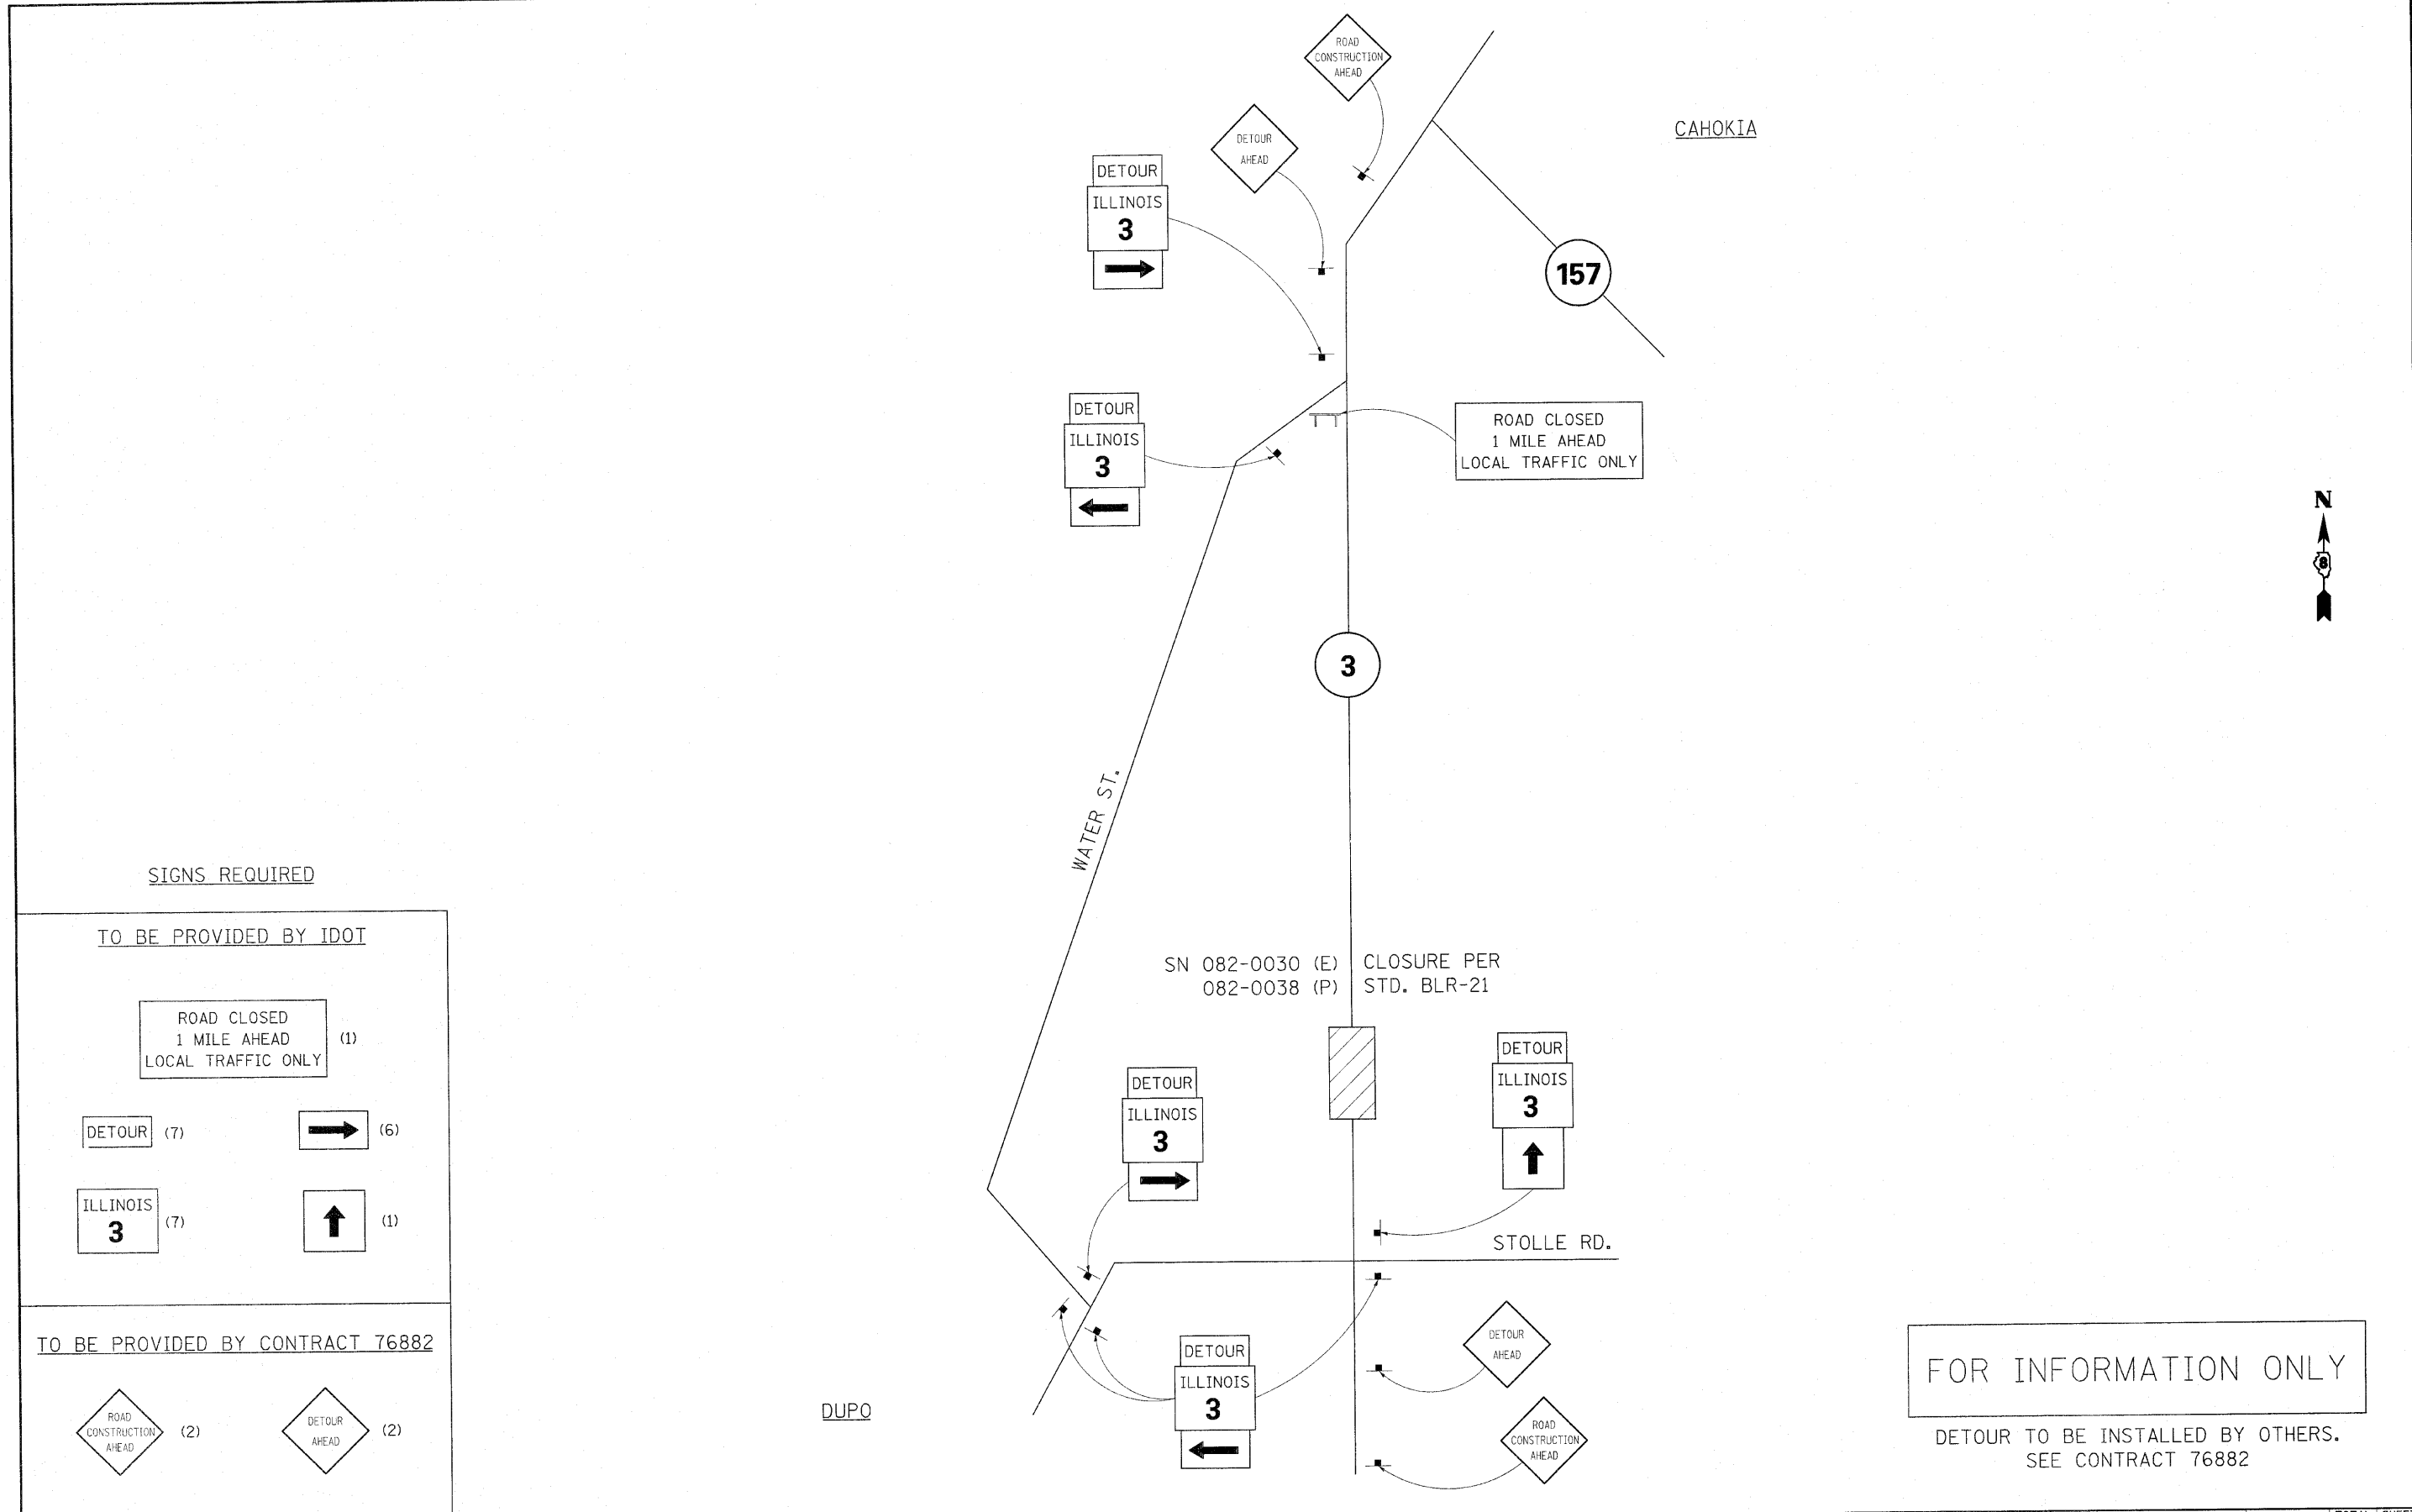 ROAD
CONSTRUCTION
AHEAD
CAHOKIA
DETOUR
AHEAD
DETOUR
ILLINOIS
3
157
DETOUR
ILLINOIS
3
ROAD CLOSED
1 MILE AHEAD
LOCAL TRAFFIC ONLY
N
8
3
WATER ST.
SIGNS REQUIRED
TO BE PROVIDED BY IDOT
ROAD CLOSED
1 MILE AHEAD
LOCAL TRAFFIC ONLY
(1)
DETOUR (7)
(6)
ILLINOIS
3
(7)
(1)
TO BE PROVIDED BY CONTRACT 76882
ROAD
CONSTRUCTION
AHEAD
(2)
DETOUR
AHEAD
(2)
SN 082-0030 (E)
082-0038 (P)
CLOSURE PER
STD. BLR-21
DETOUR
ILLINOIS
3
DETOUR
ILLINOIS
3
STOLLE RD.
DETOUR
AHEAD
DETOUR
ILLINOIS
3
DUPO
ROAD
CONSTRUCTION
AHEAD
FOR INFORMATION ONLY
DETOUR TO BE INSTALLED BY OTHERS.
SEE CONTRACT 76882